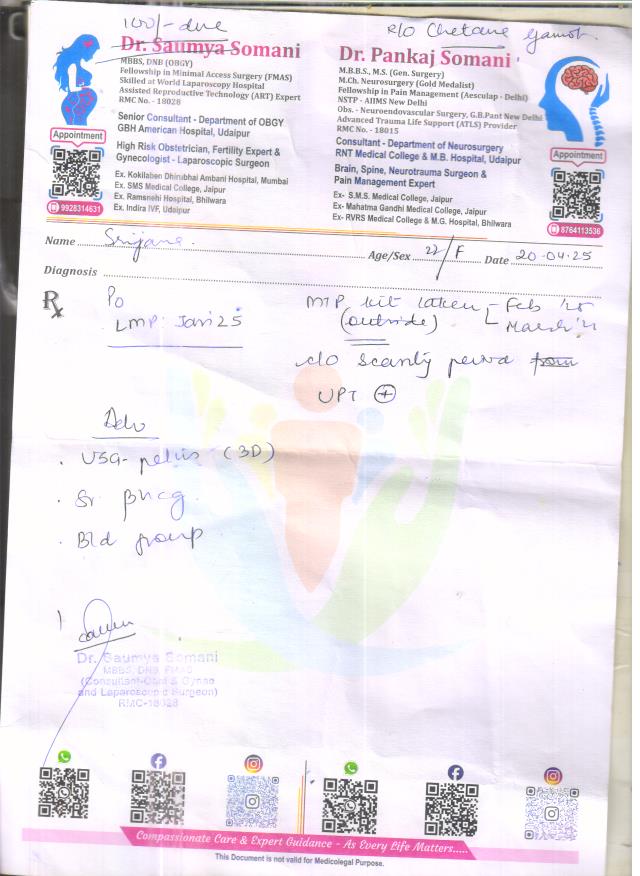 100/- due
R/O Chetane Gamot
Dr. Saumya Somani
MBBS, DNB (OBGY)
Fellowship in Minimal Access Surgery (FMAS)
Skilled at World Laparoscopy Hospital
Assisted Reproductive Technology (ART) Expert
RMC No. - 18028
Senior Consultant - Department of OBGY
GBH American Hospital, Udaipur
High Risk Obstetrician, Fertility Expert &
Gynecologist - Laparoscopic Surgeon
Ex. Kokilaben Dhirubhai Ambani Hospital, Mumbai
Ex. SMS Medical College, Jaipur
Ex. Ramsnehi Hospital, Bhilwara
Ex. Indira IVF, Udaipur
Appointment
9928314631
Dr. Pankaj Somani
M.B.B.S., M.S. (Gen. Surgery)
M.Ch. Neurosurgery (Gold Medalist)
Fellowship in Pain Management (Aesculap - Delhi)
NSTP - AIIMS New Delhi
Obs. - Neuroendovascular Surgery, G.B.Pant New Delhi
Advanced Trauma Life Support (ATLS) Provider
RMC No. - 18015
Consultant - Department of Neurosurgery
RNT Medical College & M.B. Hospital, Udaipur
Brain, Spine, Neurotrauma Surgeon &
Pain Management Expert
Ex- S.M.S. Medical College, Jaipur
Ex- Mahatma Gandhi Medical College, Jaipur
Ex- RVRS Medical College & M.G. Hospital, Bhilwara
Appointment
8764113536
Name Srijane Age/Sex 22/F Date 20-04-25
Diagnosis
Rx
P0
LMP: Jan'25
MTP kit taken - Feb '25
(outside) March '2
c/o scanty period
UPT +
Adv
. USG- pelvis (3D)
. Sr βhcg
. Bld group
Dr. Saumya Somani
MBBS, DNB, FMAS
(Consultant-Obst & Gynae
and Laparoscopic Surgeon)
RMC-18028
Compassionate Care & Expert Guidance - As Every Life Matters.....
This Document is not valid for Medicolegal Purpose.